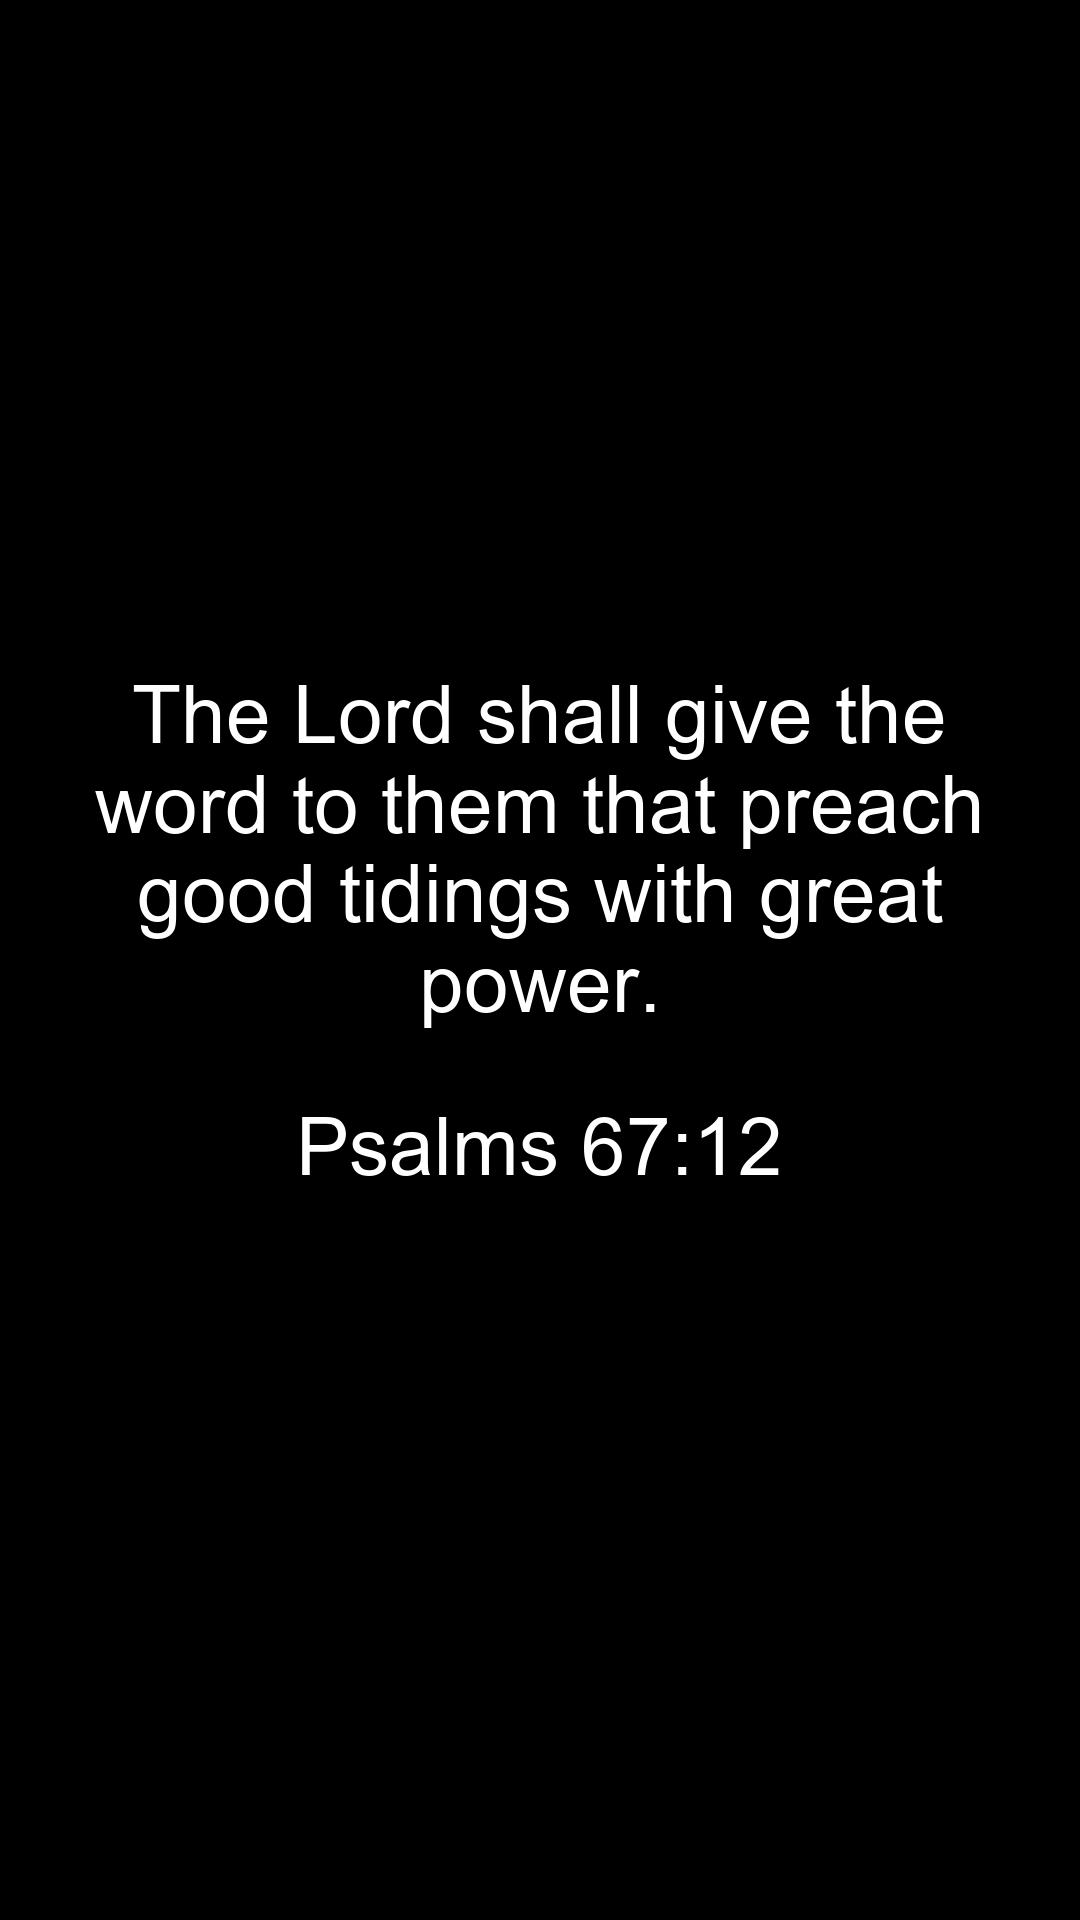 The Lord shall give the
word to them that preach
good tidings with great
power.
Psalms 67:12